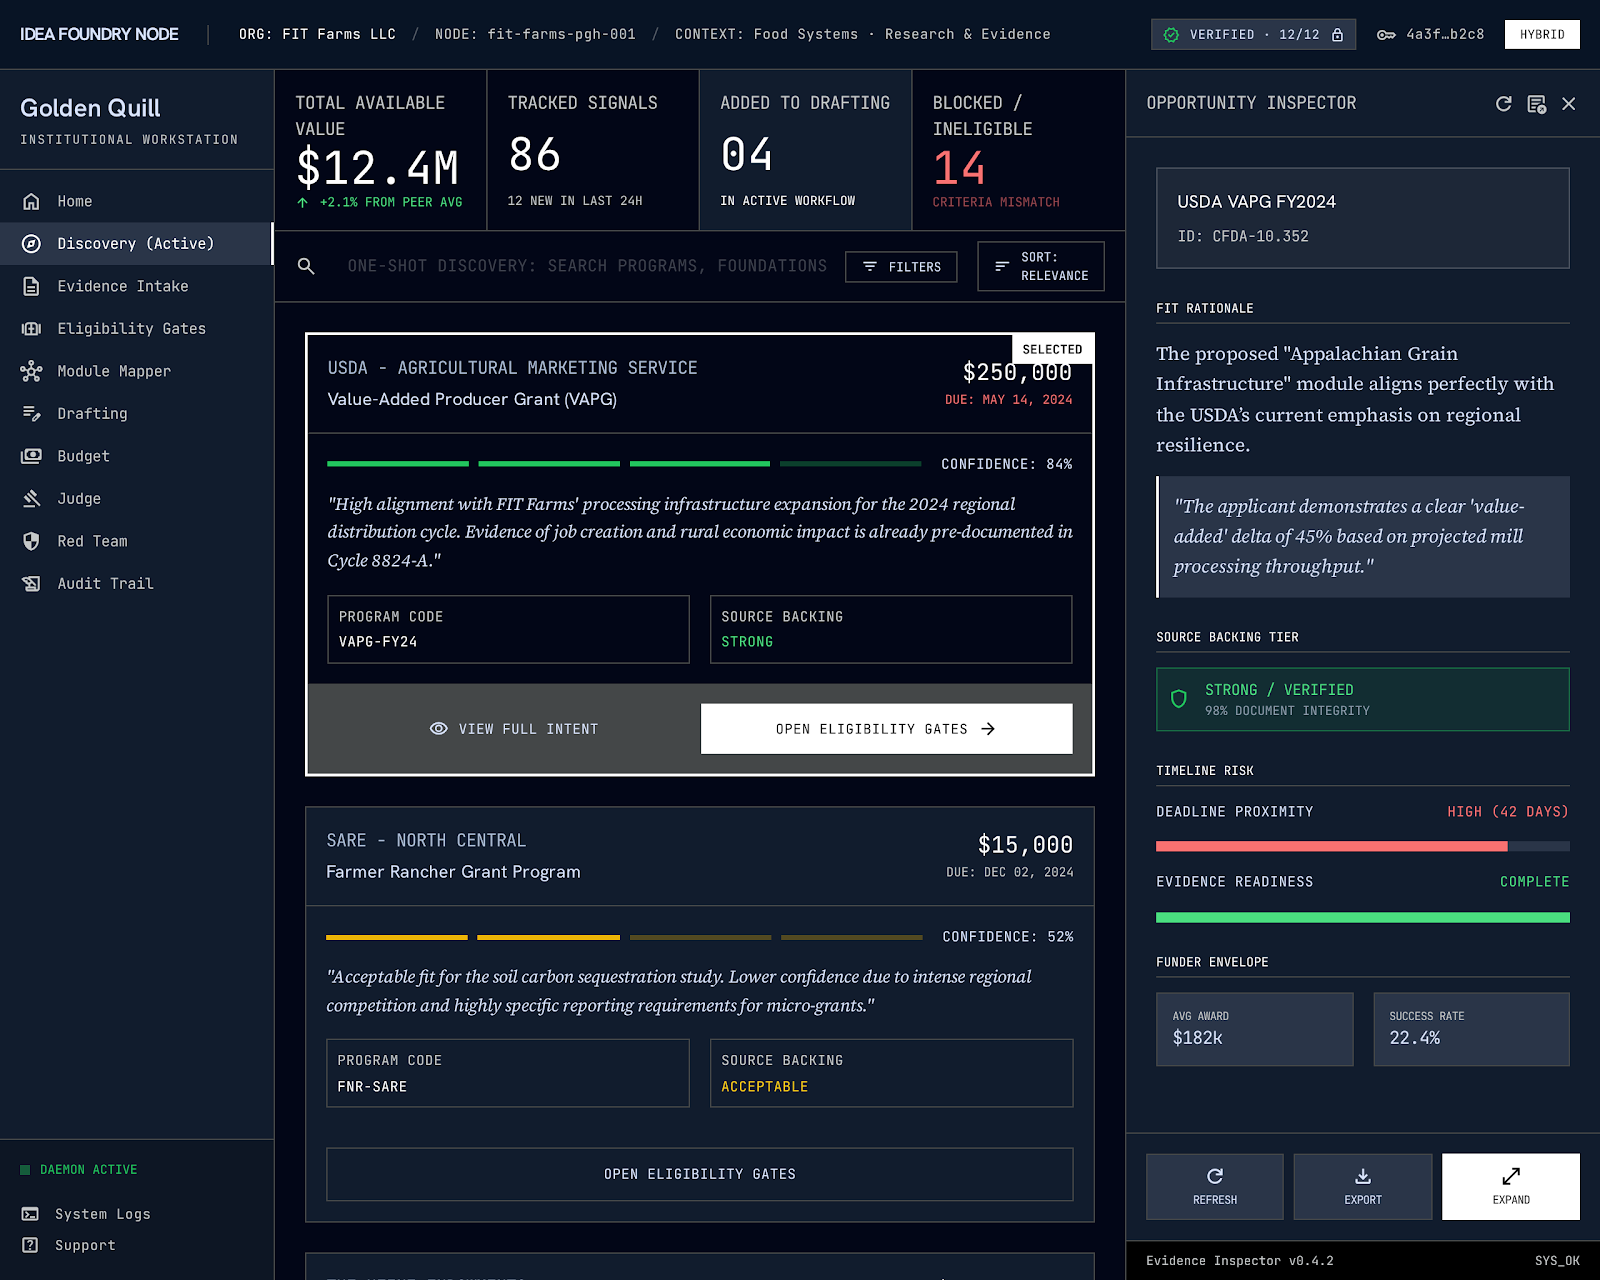 IDEA FOUNDRY NODE
ORG: FIT Farms LLC / NODE: fit-farms-pgh-001 / CONTEXT: Food Systems · Research & Evidence
VERIFIED · 12/12
4a3f…b2c8
HYBRID
Golden Quill
INSTITUTIONAL WORKSTATION
Home
Discovery (Active)
Evidence Intake
Eligibility Gates
Module Mapper
Drafting
Budget
Judge
Red Team
Audit Trail
DAEMON ACTIVE
System Logs
Support
TOTAL AVAILABLE
VALUE
$12.4M
+2.1% FROM PEER AVG
TRACKED SIGNALS
86
12 NEW IN LAST 24H
ADDED TO DRAFTING
04
IN ACTIVE WORKFLOW
BLOCKED /
INELIGIBLE
14
CRITERIA MISMATCH
ONE-SHOT DISCOVERY: SEARCH PROGRAMS, FOUNDATIONS
FILTERS
SORT:
RELEVANCE
SELECTED
USDA - AGRICULTURAL MARKETING SERVICE
$250,000
Value-Added Producer Grant (VAPG)
DUE: MAY 14, 2024
CONFIDENCE: 84%
"High alignment with FIT Farms' processing infrastructure expansion for the 2024 regional
distribution cycle. Evidence of job creation and rural economic impact is already pre-documented in
Cycle 8824-A."
PROGRAM CODE
VAPG-FY24
SOURCE BACKING
STRONG
VIEW FULL INTENT
OPEN ELIGIBILITY GATES
SARE - NORTH CENTRAL
$15,000
Farmer Rancher Grant Program
DUE: DEC 02, 2024
CONFIDENCE: 52%
"Acceptable fit for the soil carbon sequestration study. Lower confidence due to intense regional
competition and highly specific reporting requirements for micro-grants."
PROGRAM CODE
FNR-SARE
SOURCE BACKING
ACCEPTABLE
OPEN ELIGIBILITY GATES
OPPORTUNITY INSPECTOR
USDA VAPG FY2024
ID: CFDA-10.352
FIT RATIONALE
The proposed "Appalachian Grain
Infrastructure" module aligns perfectly with
the USDA’s current emphasis on regional
resilience.
"The applicant demonstrates a clear 'value-
added' delta of 45% based on projected mill
processing throughput."
SOURCE BACKING TIER
STRONG / VERIFIED
98% DOCUMENT INTEGRITY
TIMELINE RISK
DEADLINE PROXIMITY
HIGH (42 DAYS)
EVIDENCE READINESS
COMPLETE
FUNDER ENVELOPE
AVG AWARD
$182k
SUCCESS RATE
22.4%
REFRESH
EXPORT
EXPAND
Evidence Inspector v0.4.2
SYS_OK